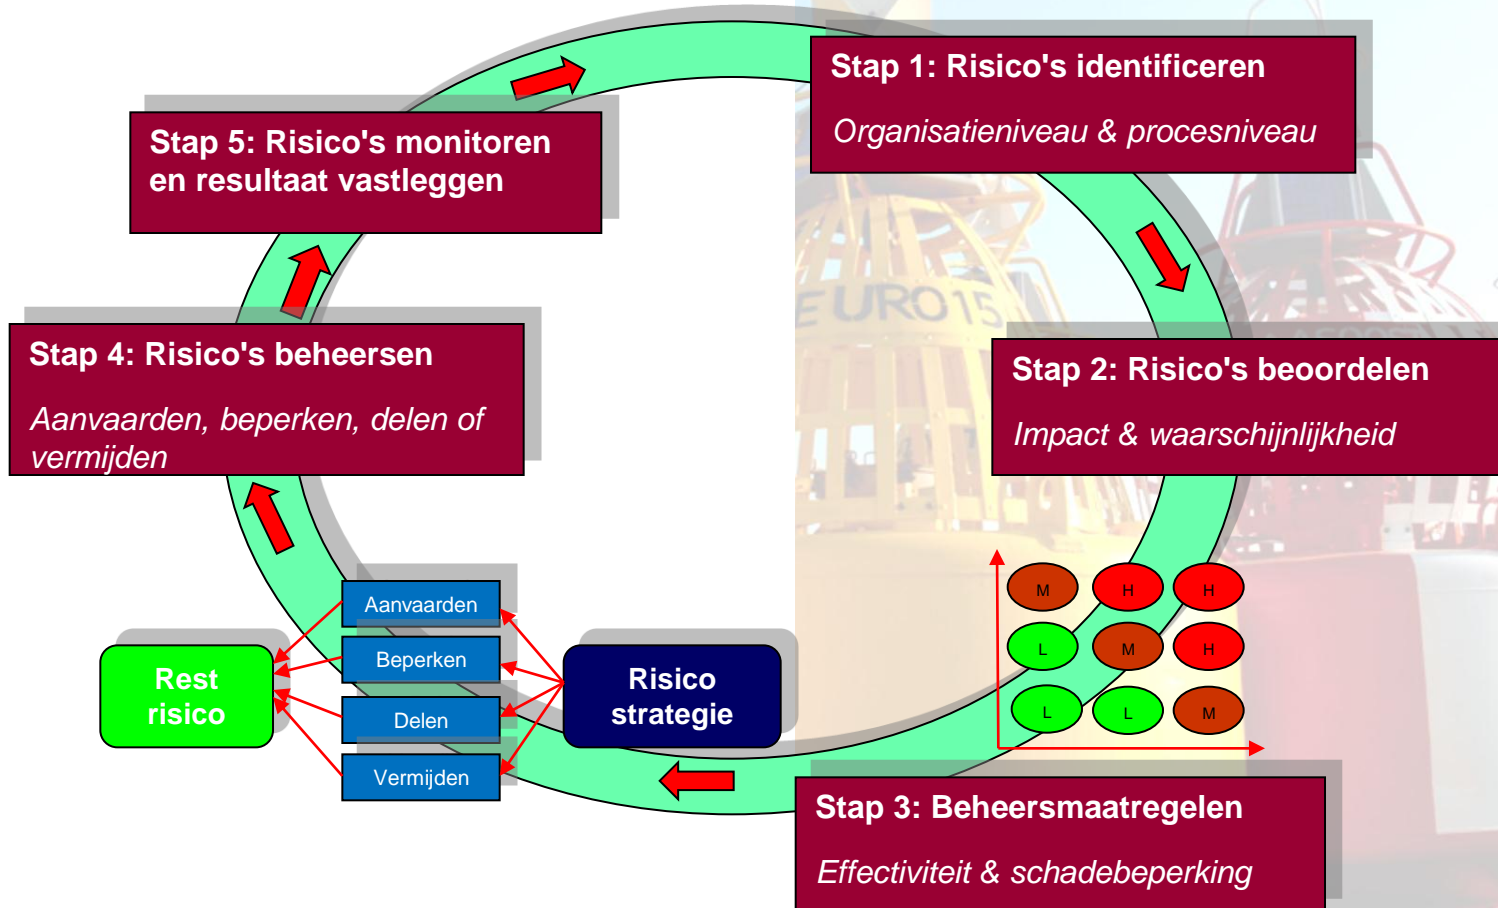 Stap 1: Risico's identificeren
Organisatieniveau & procesniveau
Stap 5: Risico's monitoren
en resultaat vastleggen
Stap 4: Risico's beheersen
Aanvaarden, beperken, delen of
vermijden
Stap 2: Risico's beoordelen
Impact & waarschijnlijkheid
EURO15
M H H
L M H
L L M
Aanvaarden
Beperken
Delen
Vermijden
Rest
risico
Risico
strategie
Stap 3: Beheersmaatregelen
Effectiviteit & schadebeperking